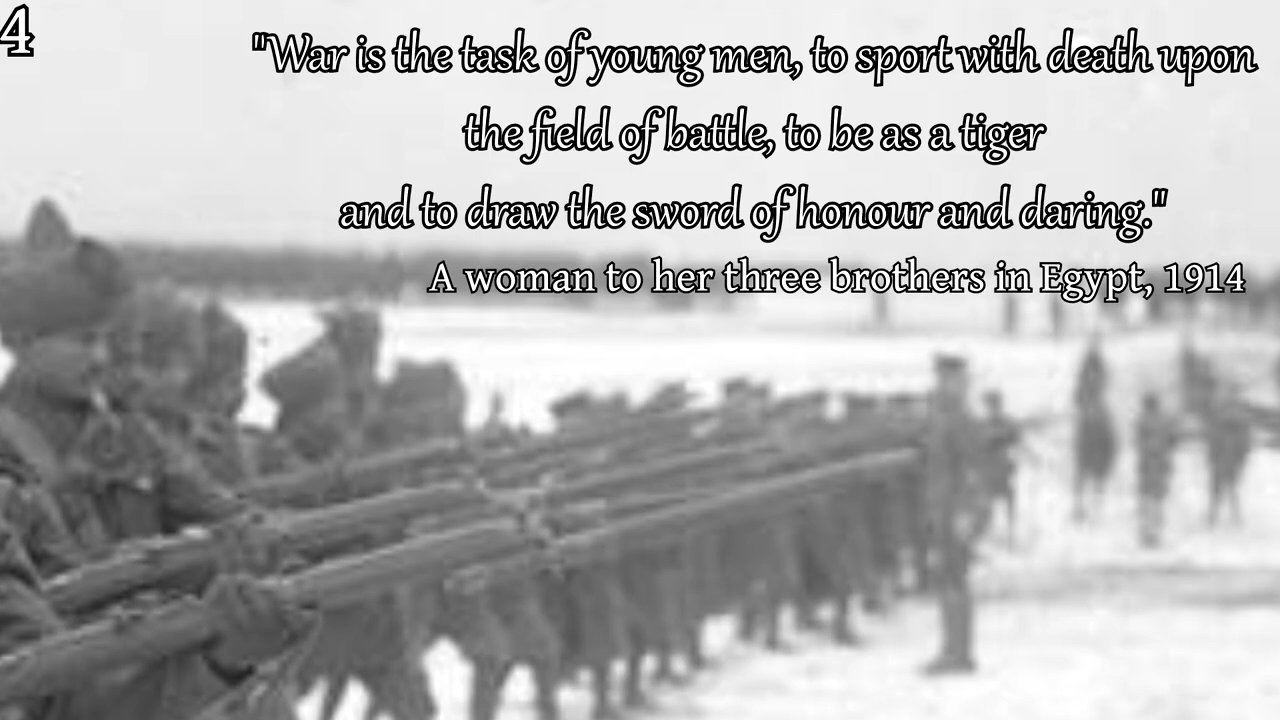 4
"War is the task of young men, to sport with death upon
the field of battle, to be as a tiger
and to draw the sword of honour and daring."
A woman to her three brothers in Egypt, 1914